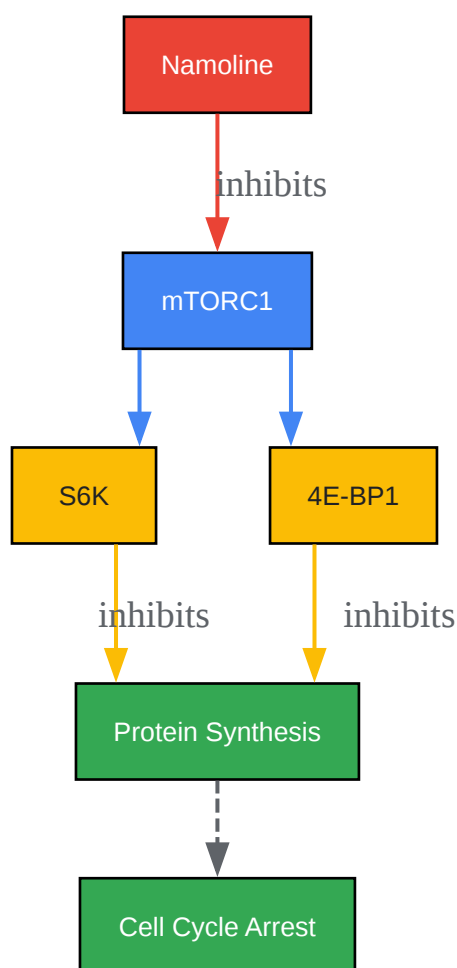 Namoline
inhibits
mTORC1
S6K
4E-BP1
inhibits
inhibits
Protein Synthesis
Cell Cycle Arrest